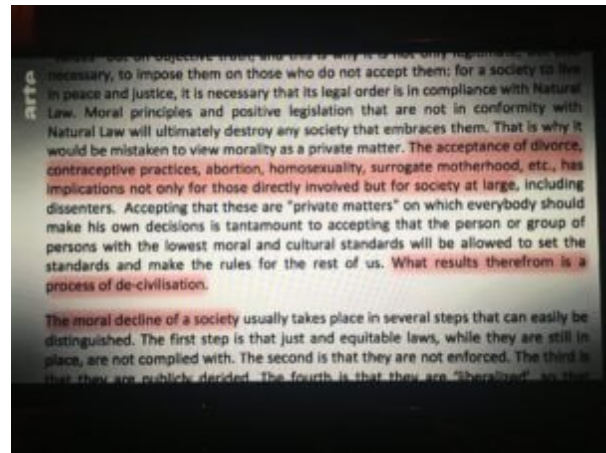 arte
necessary, to impose them on those who do not accept them: for a society to live
in peace and justice, it is necessary that its legal order is in compliance with Natural
Law. Moral principles and positive legislation that are not in conformity with
Natural Law will ultimately destroy any society that embraces them. That is why it
would be mistaken to view morality as a private matter. The acceptance of divorce,
contraceptive practices, abortion, homosexuality, surrogate motherhood, etc., has
implications not only for those directly involved but for society at large, including
dissenters. Accepting that these are "private matters" on which everybody should
make his own decisions is tantamount to accepting that the person or group of
persons with the lowest moral and cultural standards will be allowed to set the
standards and make the rules for the rest of us. What results therefrom is a
process of de-civilisation.
The moral decline of a society usually takes place in several steps that can easily be
distinguished. The first step is that just and equitable laws, while they are still in
place, are not complied with. The second is that they are not enforced. The third is
that they are publicly derided. The fourth is that they are "liberalized", so that